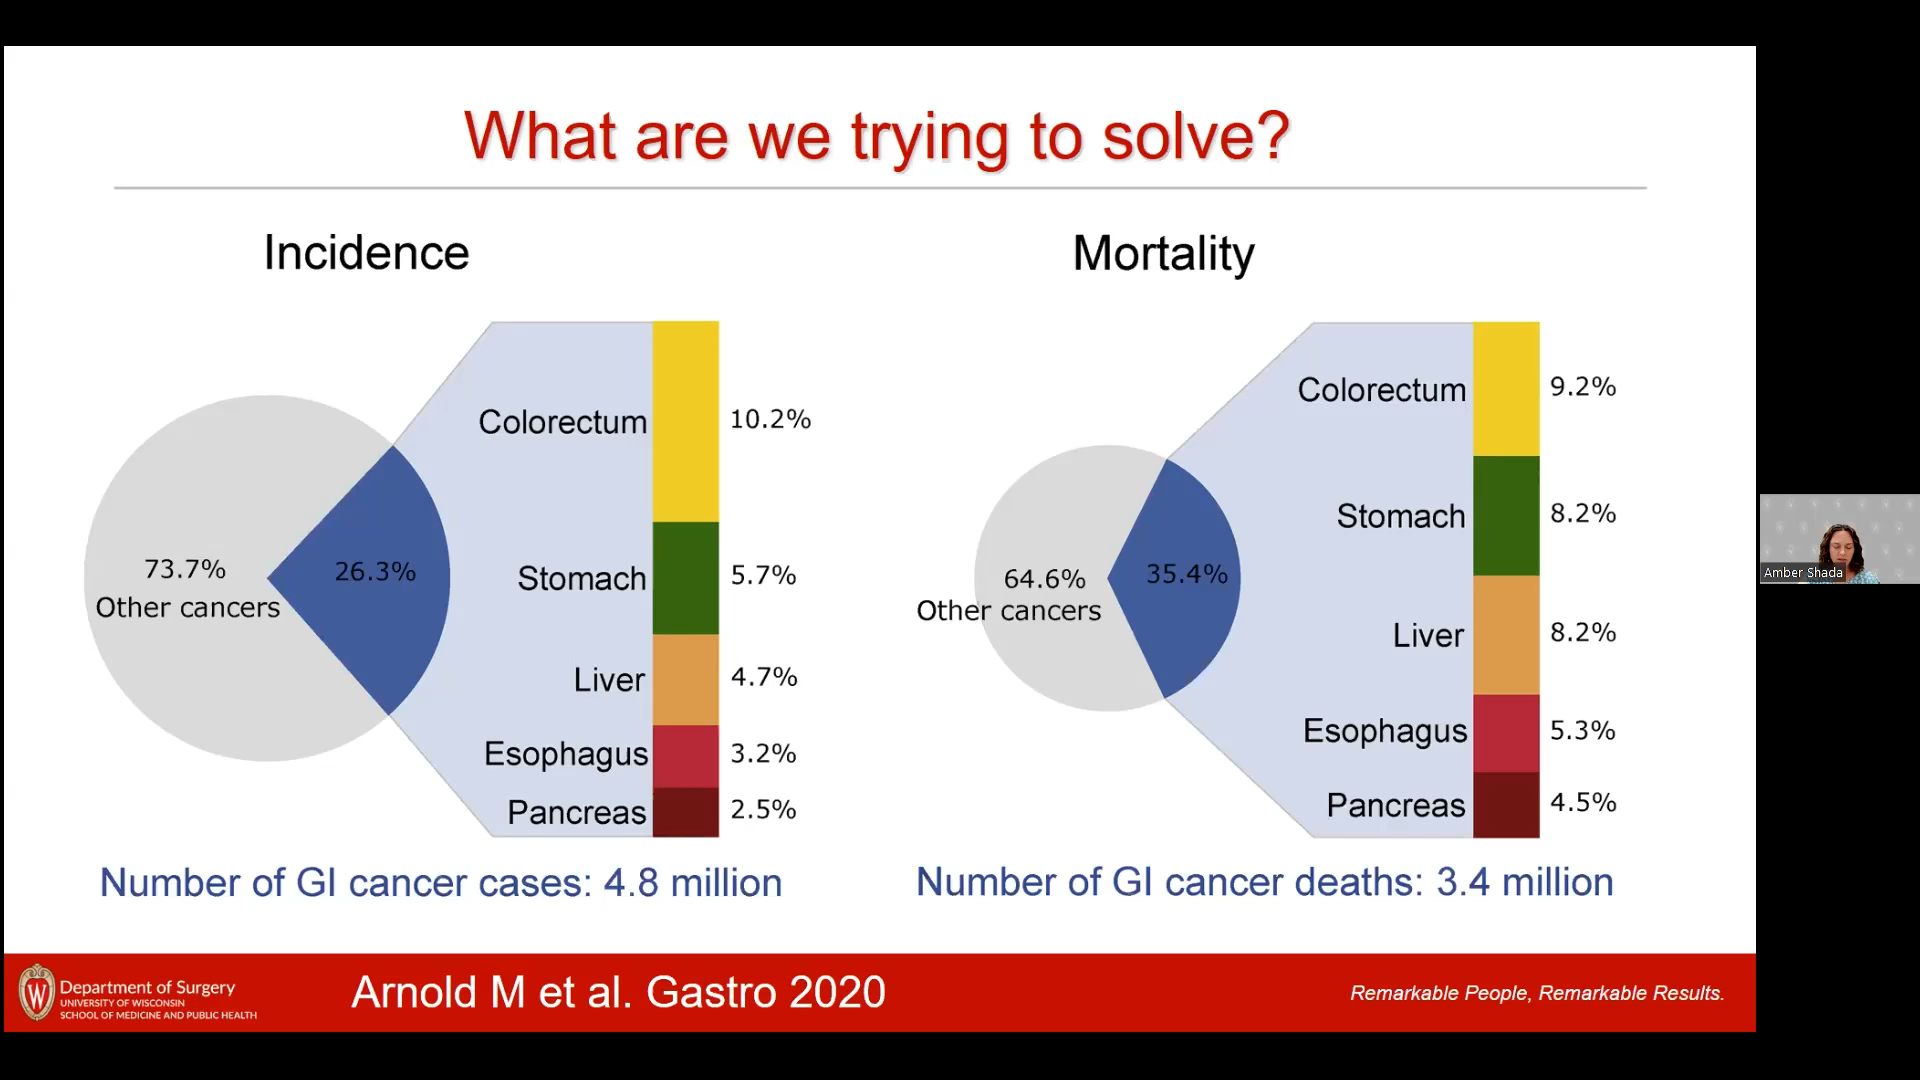 What are we trying to solve?
Incidence
Colorectum
10.2%
73.7%
Other cancers
26.3%
Stomach
5.7%
Liver
4.7%
Esophagus
3.2%
Pancreas
2.5%
Number of GI cancer cases: 4.8 million
Mortality
Colorectum
9.2%
Stomach
8.2%
64.6%
Other cancers
35.4%
Liver
8.2%
Esophagus
5.3%
Pancreas
4.5%
Number of GI cancer deaths: 3.4 million
Amber Shada
W
Department of Surgery
UNIVERSITY OF WISCONSIN
SCHOOL OF MEDICINE AND PUBLIC HEALTH
Arnold M et al. Gastro 2020
Remarkable People, Remarkable Results.